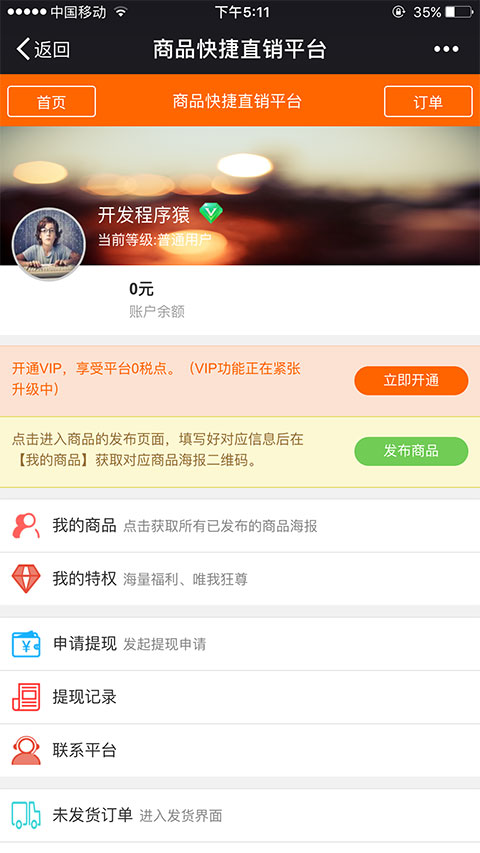 中国移动 下午5:11 35%
返回 商品快捷直销平台
首页 商品快捷直销平台 订单
开发程序猿
当前等级:普通用户
0元
账户余额
开通VIP，享受平台0税点。（VIP功能正在紧张
升级中）
立即开通
点击进入商品的发布页面，填写好对应信息后在
【我的商品】获取对应商品海报二维码。
发布商品
我的商品 点击获取所有已发布的商品海报
我的特权 海量福利、唯我狂尊
申请提现 发起提现申请
提现记录
联系平台
未发货订单 进入发货界面